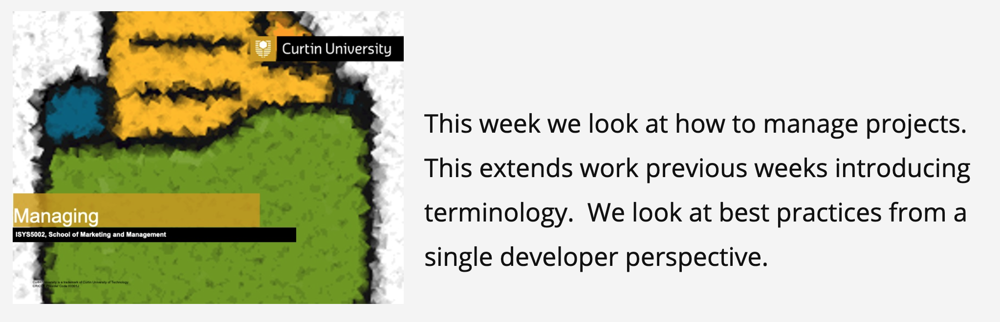 Curtin University
Managing
ISYS5002, School of Marketing and Management
Curtin University is a trademark of Curtin University of Technology
CRICOS Provider Code 00301J
This week we look at how to manage projects.
This extends work previous weeks introducing
terminology.  We look at best practices from a
single developer perspective.